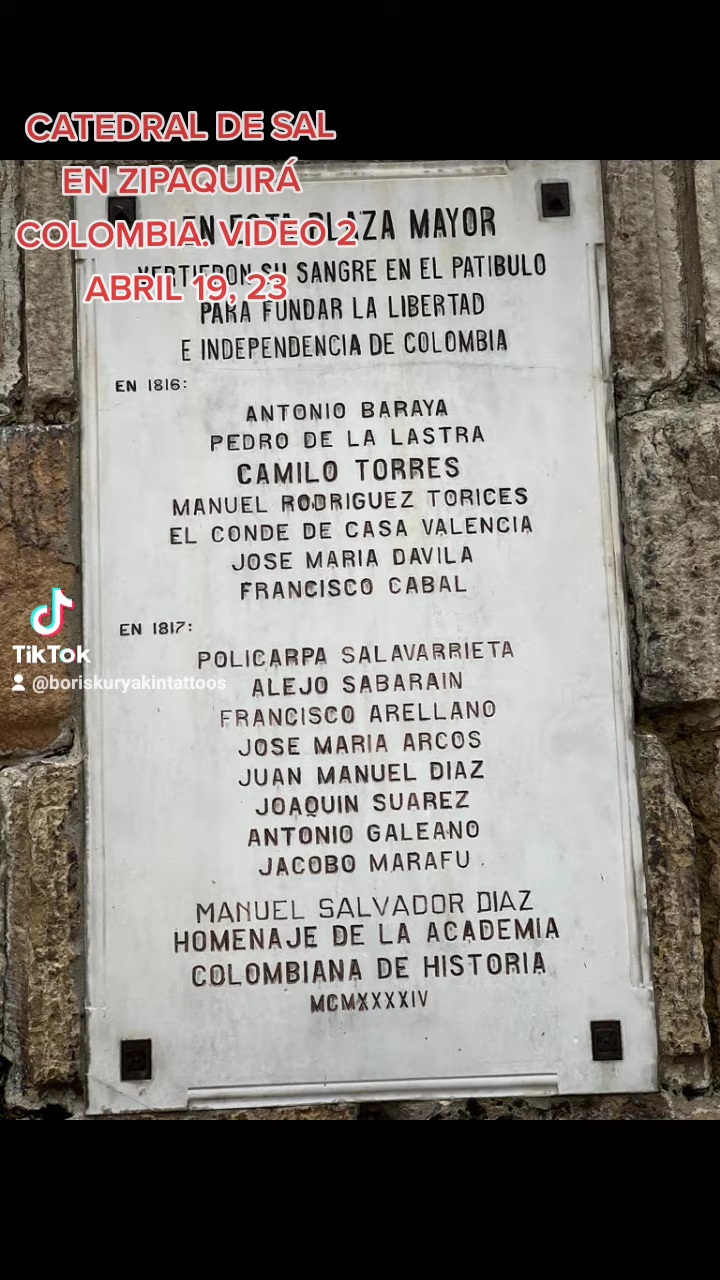 CATEDRAL DE SAL
EN ZIPAQUIRÁ
COLOMBIA. VIDEO 2
ABRIL 19, 23
EN ESTA PLAZA MAYOR
VERTIERON SU SANGRE EN EL PATIBULO
PARA FUNDAR LA LIBERTAD
E INDEPENDENCIA DE COLOMBIA
EN 1816:
ANTONIO BARAYA
PEDRO DE LA LASTRA
CAMILO TORRES
MANUEL RODRIGUEZ TORICES
EL CONDE DE CASA VALENCIA
JOSE MARIA DAVILA
FRANCISCO CABAL
EN 1817:
POLICARPA SALAVARRIETA
ALEJO SABARAIN
FRANCISCO ARELLANO
JOSE MARIA ARCOS
JUAN MANUEL DIAZ
JOAQUIN SUAREZ
ANTONIO GALEANO
JACOBO MARAFU.
MANUEL SALVADOR DIAZ
HOMENAJE DE LA ACADEMIA
COLOMBIANA DE HISTORIA
MCMXXXXIV
TikTok
@boriskuryakintattoos